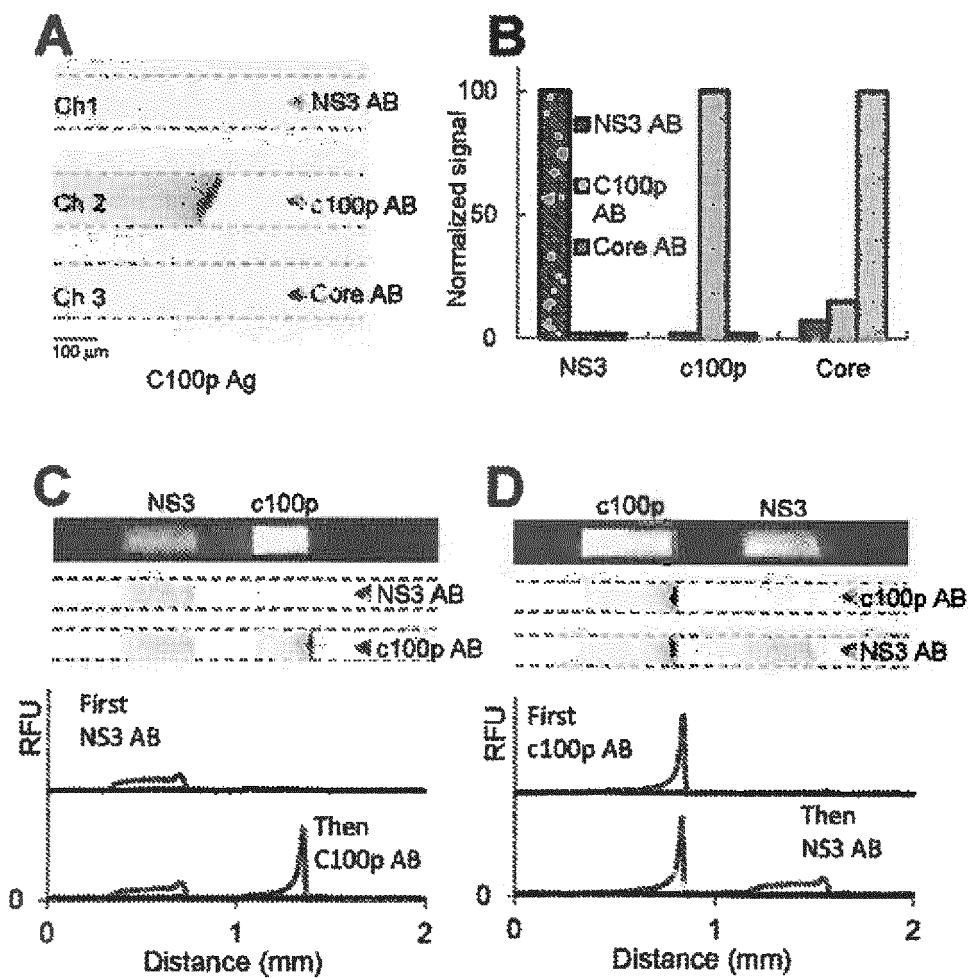 A
Ch1
NS3 AB
Ch 2
c100p AB
Ch 3
Core AB
100 µm
C100p Ag
B
Normalized signal
100
50
0
NS3 AB
C100p
AB
Core AB
NS3
c100p
Core
C
NS3
c100p
NS3 AB
c100p AB
RFU
First
NS3 AB
Then
C100p AB
0
0
1
2
Distance (mm)
D
c100p
NS3
c100p AB
NS3 AB
RFU
First
c100p AB
Then
NS3 AB
0
0
1
2
Distance (mm)